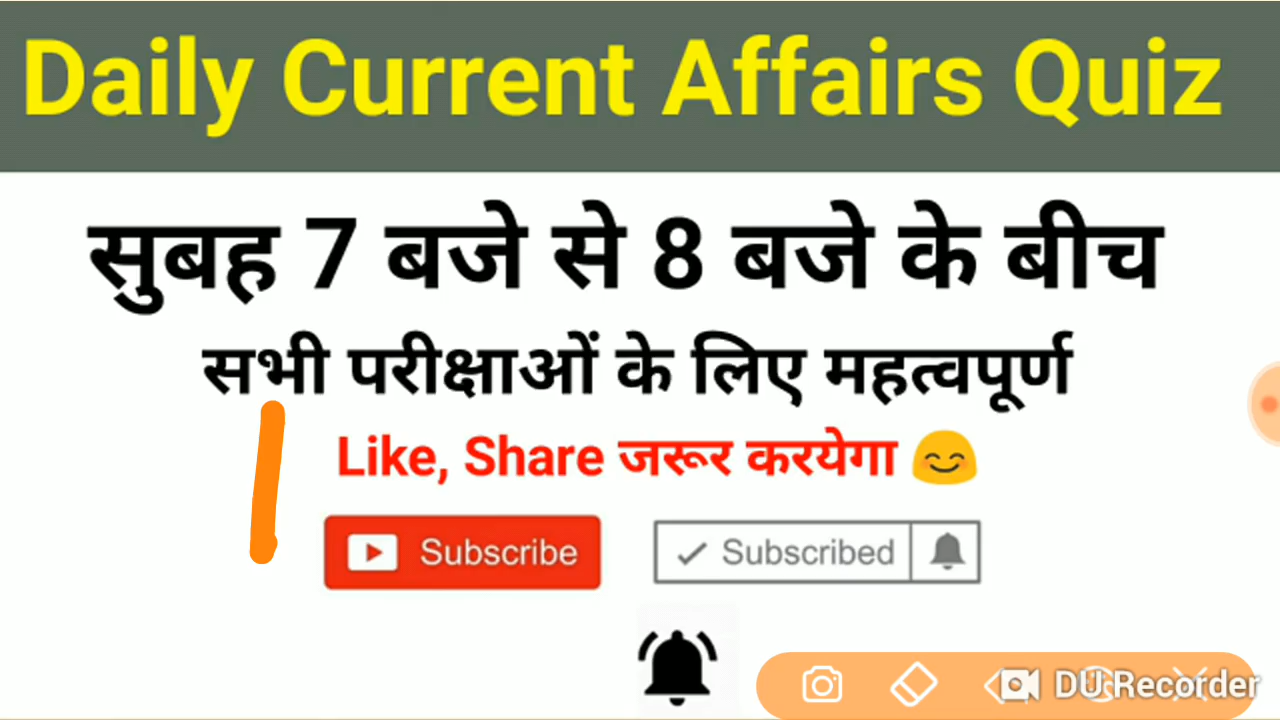 Daily Current Affairs Quiz
सुबह 7 बजे से 8 बजे के बीच
सभी परीक्षाओं के लिए महत्वपूर्ण
Like, Share जरूर करयेगा
Subscribe
Subscribed
DU Recorder